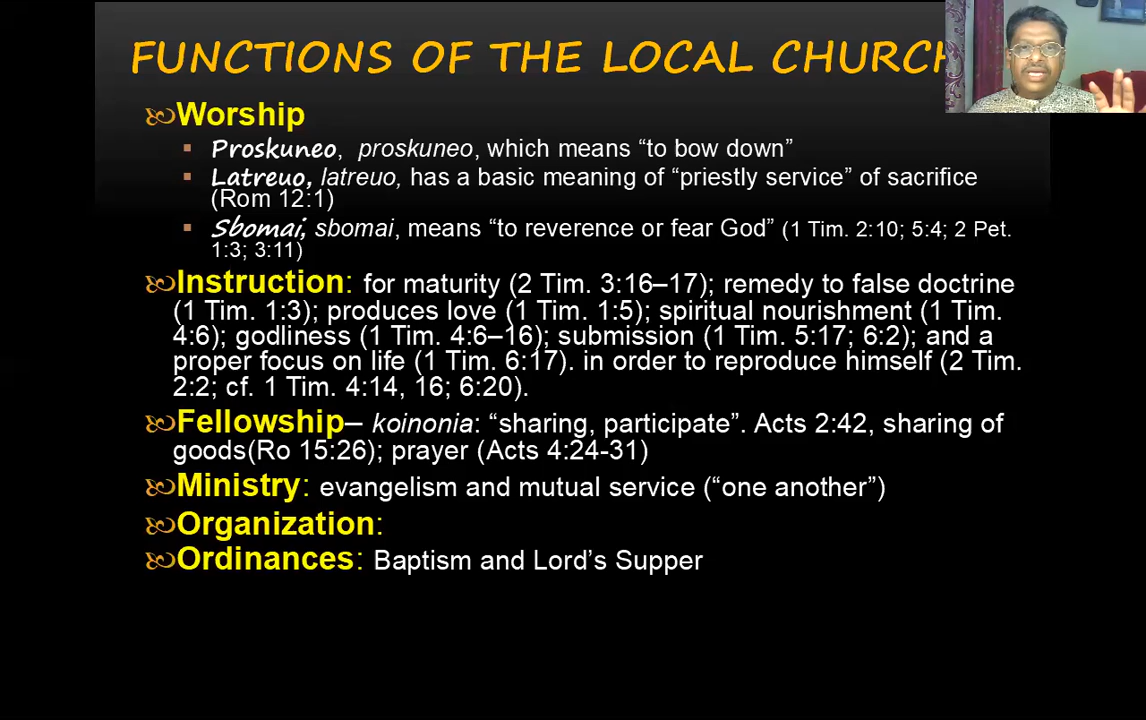 FUNCTIONS OF THE LOCAL CHURCH
Worship
Proskuneo, proskuneo, which means “to bow down”
Latreuo, latreuo, has a basic meaning of “priestly service” of sacrifice
(Rom 12:1)
Sbomai, sbomai, means “to reverence or fear God” (1 Tim. 2:10; 5:4; 2 Pet.
1:3; 3:11)
Instruction: for maturity (2 Tim. 3:16–17); remedy to false doctrine
(1 Tim. 1:3); produces love (1 Tim. 1:5); spiritual nourishment (1 Tim.
4:6); godliness (1 Tim. 4:6–16); submission (1 Tim. 5:17; 6:2); and a
proper focus on life (1 Tim. 6:17). in order to reproduce himself (2 Tim.
2:2; cf. 1 Tim. 4:14, 16; 6:20).
Fellowship– koinonia: “sharing, participate”. Acts 2:42, sharing of
goods(Ro 15:26); prayer (Acts 4:24-31)
Ministry: evangelism and mutual service (“one another”)
Organization:
Ordinances: Baptism and Lord’s Supper